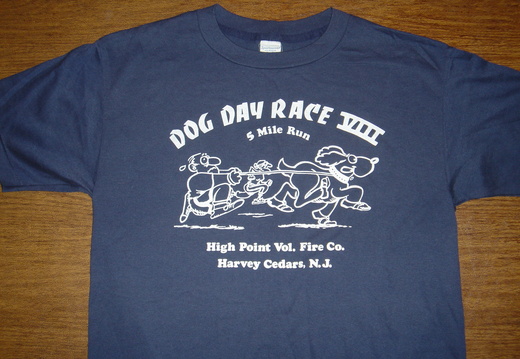 DOG DAY RACE VIII
5 Mile Run
High Point Vol. Fire Co.
Harvey Cedars, N.J.